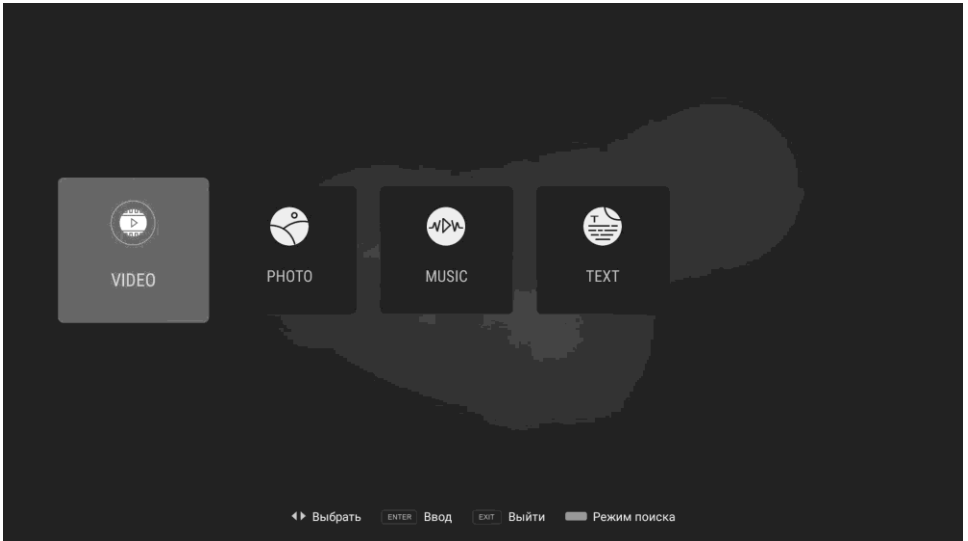 VIDEO
PHOTO
MUSIC
TEXT
T
Выбрать ENTER Ввод EXIT Выйти Режим поиска